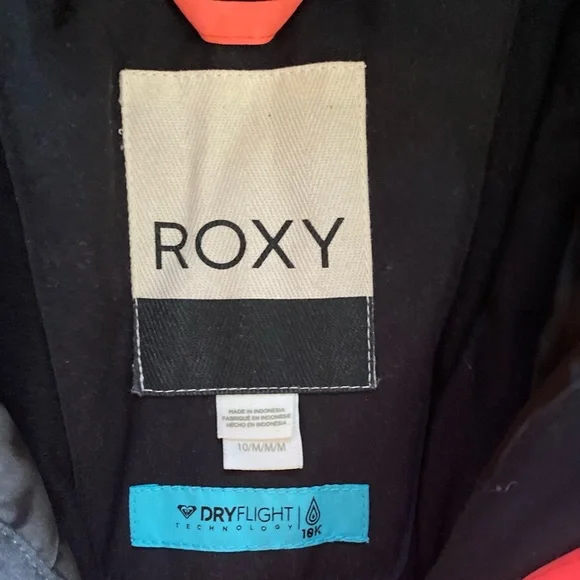 ROXY
MADE IN INDONESIA
FABRIQUÉ EN INDONÉSIE
HECHO EN INDONESIA
10/M/M/M
DRYFLIGHT
TECHNOLOGY
10K